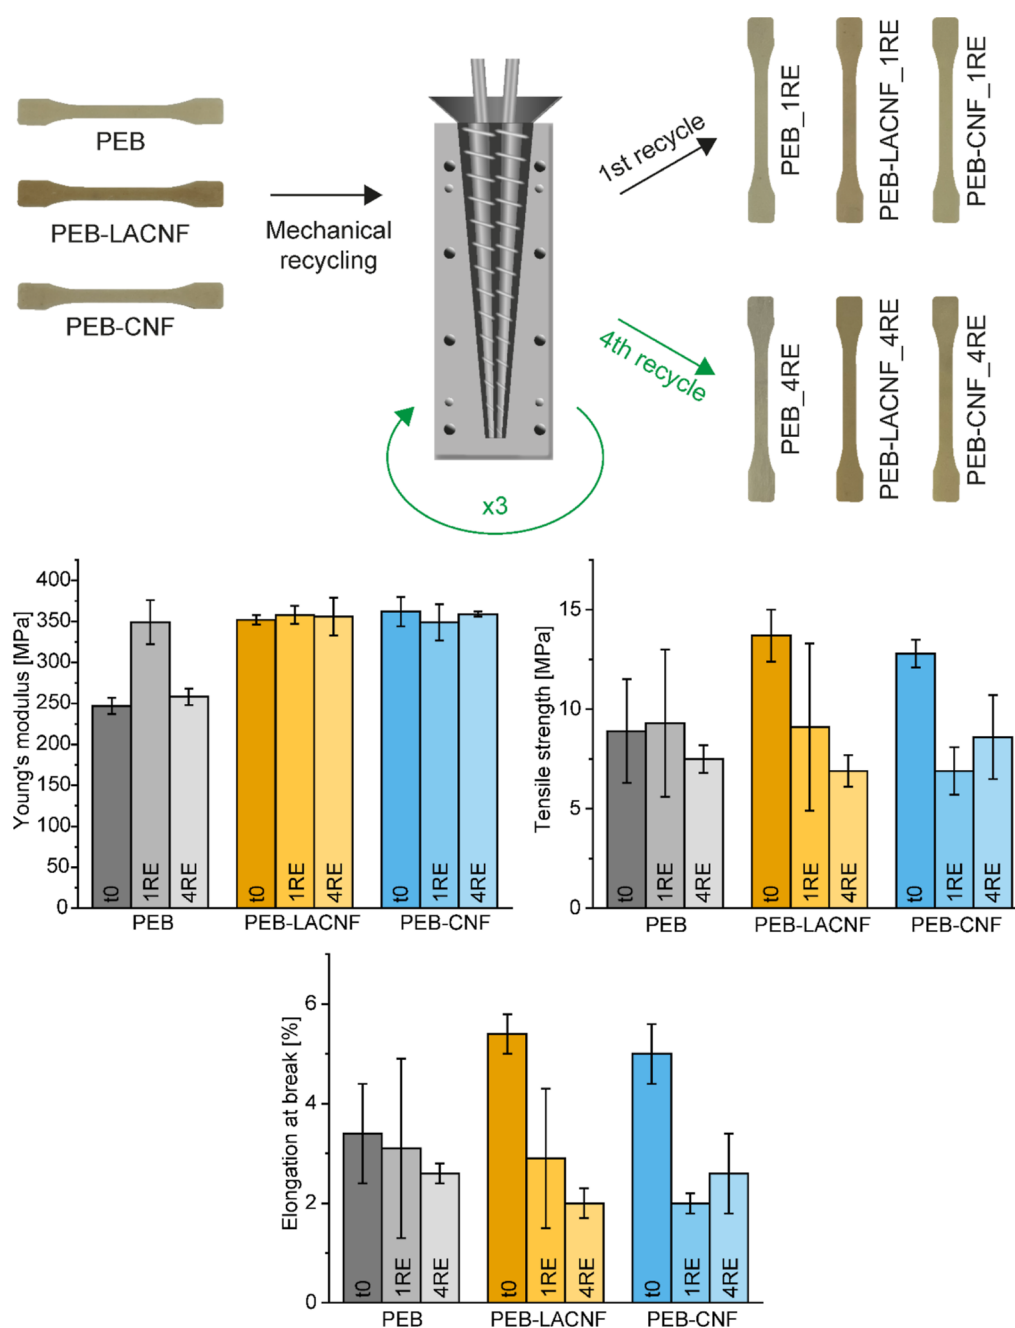 PEB
PEB-LACNF
PEB-CNF
Mechanical
recycling
1st recycle
4th recycle
x3
PEB_1RE
PEB-LACNF_1RE
PEB-CNF_1RE
PEB_4RE
PEB-LACNF_4RE
PEB-CNF_4RE
Young's modulus [MPa]
400
350
300
250
200
150
100
50
0
t0
1RE
4RE
t0
1RE
4RE
t0
1RE
4RE
PEB
PEB-LACNF
PEB-CNF
Tensile strength [MPa]
15
10
5
0
t0
1RE
4RE
t0
1RE
4RE
t0
1RE
4RE
PEB
PEB-LACNF
PEB-CNF
Elongation at break [%]
6
4
2
0
t0
1RE
4RE
t0
1RE
4RE
t0
1RE
4RE
PEB
PEB-LACNF
PEB-CNF